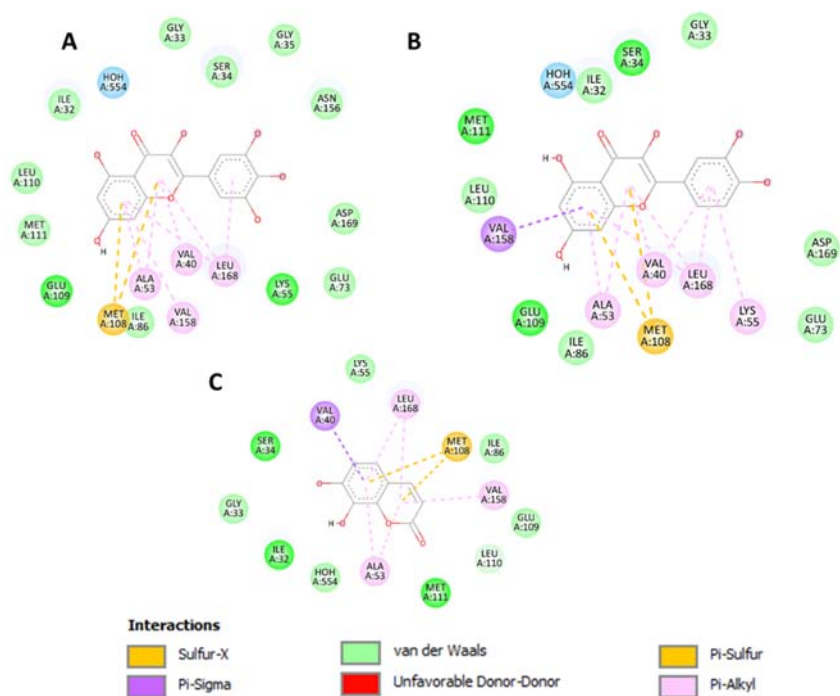 A
GLY
A:33
GLY
A:35
SER
A:34
HOH
A:554
ILE
A:32
ASN
A:156
LEU
A:110
MET
A:111
ASP
A:169
VAL
A:40
LEU
A:168
GLU
A:109
ALA
A:53
LYS
A:55
GLU
A:73
MET
A:108
ILE
A:86
VAL
A:158
O
O
O
O
O
O
O
O
H
B
GLY
A:33
SER
A:34
HOH
A:554
ILE
A:32
MET
A:111
LEU
A:110
VAL
A:158
ASP
A:169
VAL
A:40
LEU
A:168
GLU
A:109
ALA
A:53
LYS
A:55
GLU
A:73
ILE
A:86
MET
A:108
H
O
O
O
O
O
O
O
H
C
LYS
A:55
VAL
A:40
LEU
A:168
SER
A:34
MET
A:108
ILE
A:86
GLY
A:33
VAL
A:158
GLU
A:109
ILE
A:32
HOH
A:554
ALA
A:53
LEU
A:110
MET
A:111
O
H
O
O
O
Interactions
Sulfur-X
van der Waals
Pi-Sulfur
Pi-Sigma
Unfavorable Donor-Donor
Pi-Alkyl